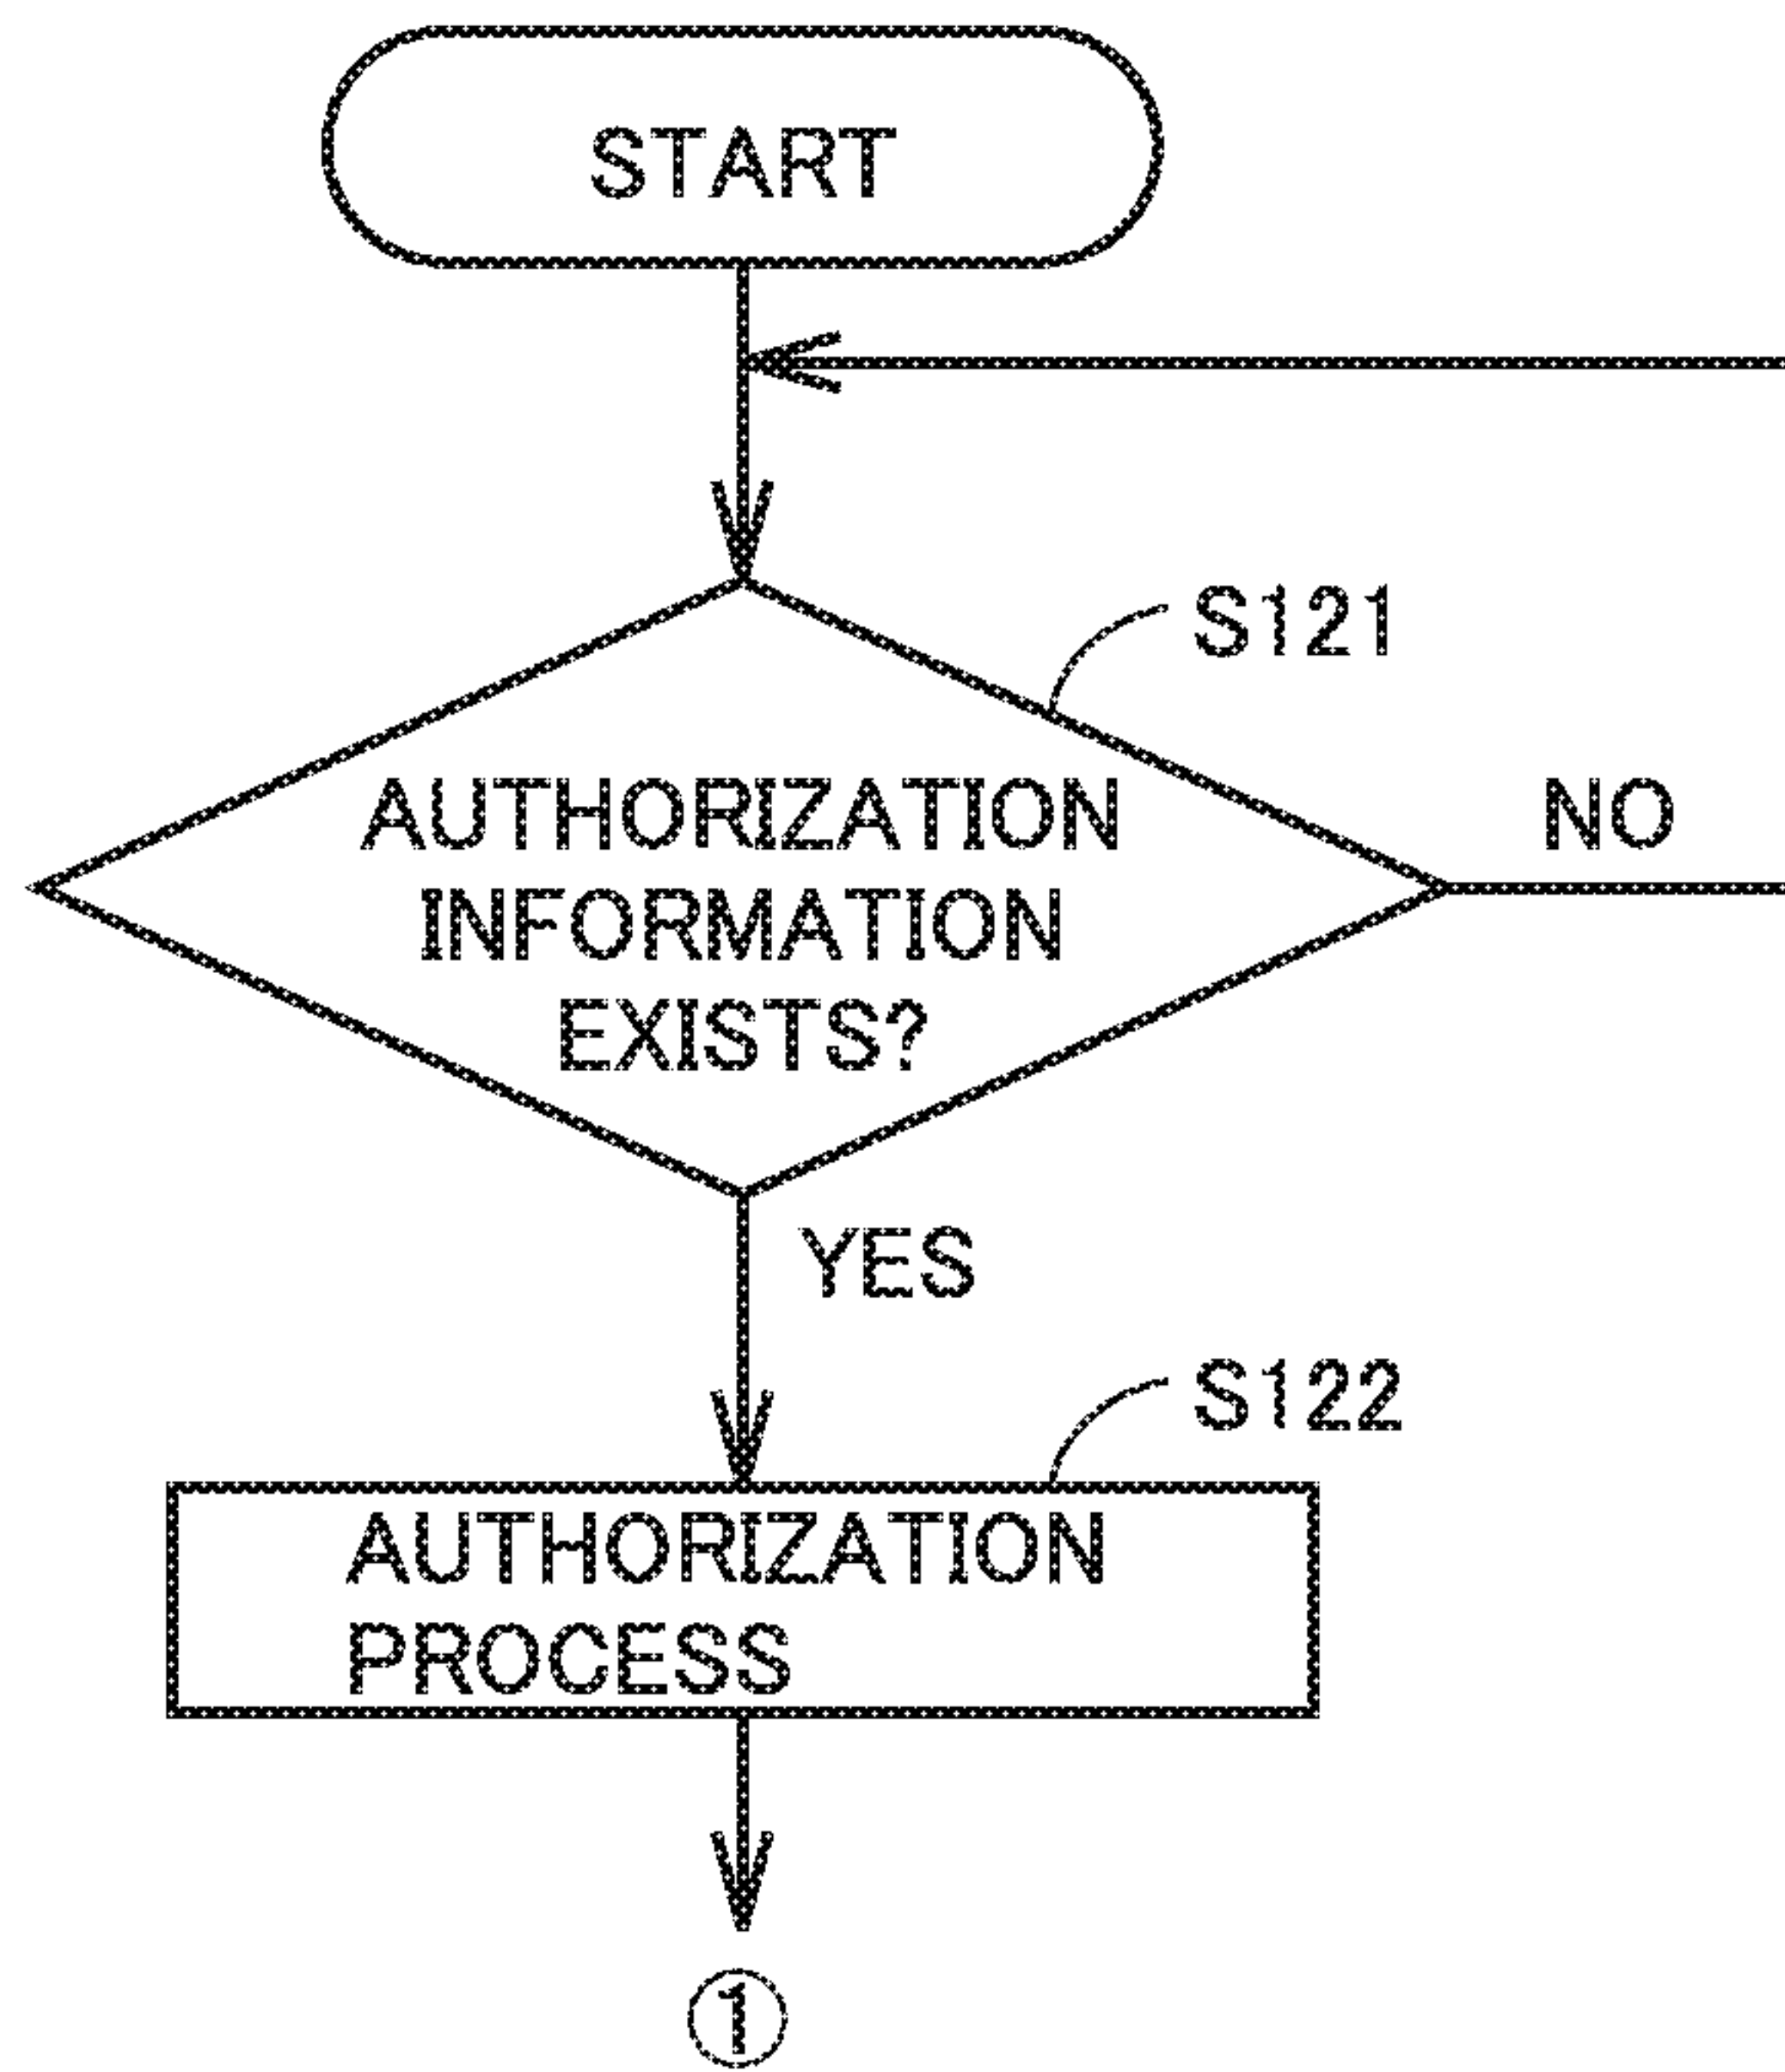 START
S121
AUTHORIZATION
INFORMATION
EXISTS?
NO
YES
S122
AUTHORIZATION
PROCESS
①